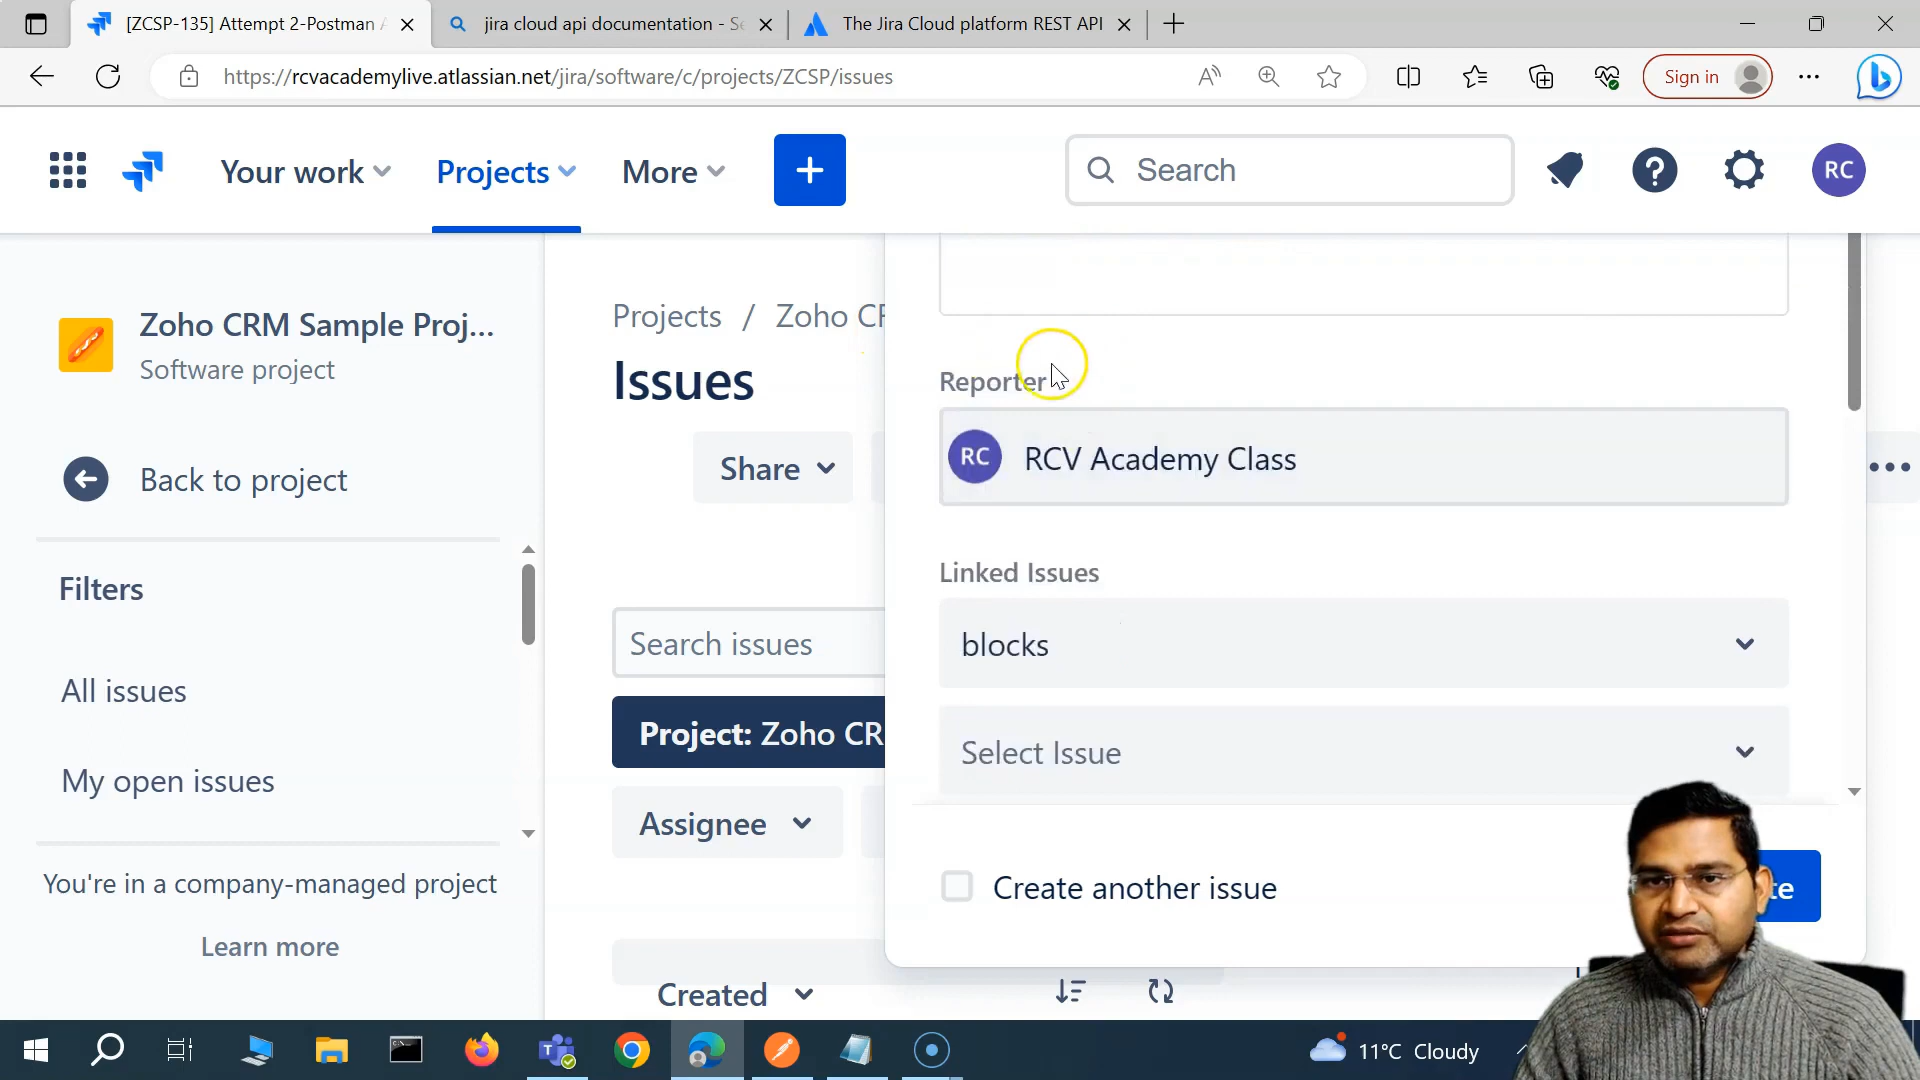 [ZCSP-135] Attempt 2-Postman A
jira cloud api documentation - Se
The Jira Cloud platform REST API
https://rcvacademylive.atlassian.net/jira/software/c/projects/ZCSP/issues
Sign in
Your work
Projects
More
Search
RC
Zoho CRM Sample Proj...
Software project
Back to project
Filters
All issues
My open issues
You're in a company-managed project
Learn more
Projects / Zoho CR
Issues
Share
Search issues
Project: Zoho CR
Assignee
Created
Reporter
RC RCV Academy Class
Linked Issues
blocks
Select Issue
Create another issue
te
11°C Cloudy